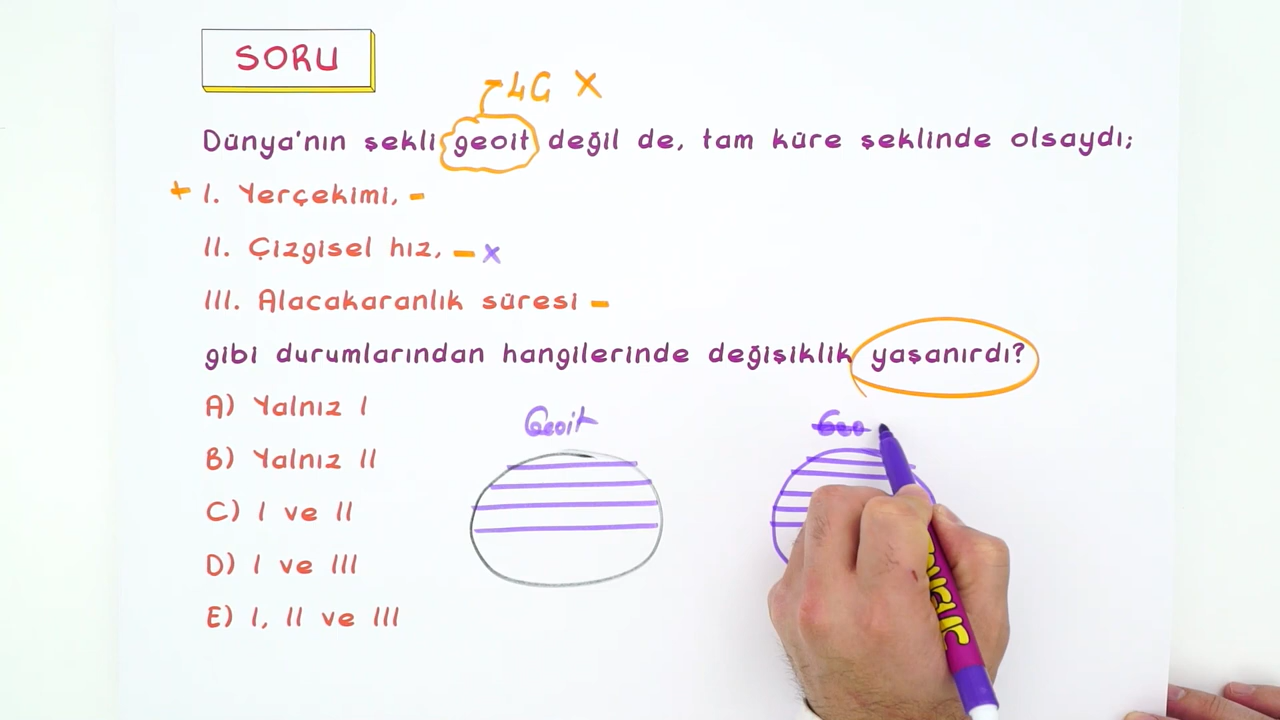 SORU
4G X
Dünya'nın şekli geoit değil de, tam küre şeklinde olsaydı;
+ I. Yerçekimi, -
II. Çizgisel hız, - x
III. Alacakaranlık süresi -
gibi durumlarından hangilerinde değişiklik yaşanırdı?
A) Yalnız I
B) Yalnız II
C) I ve II
D) I ve III
E) I, II ve III
Geoit
Geo